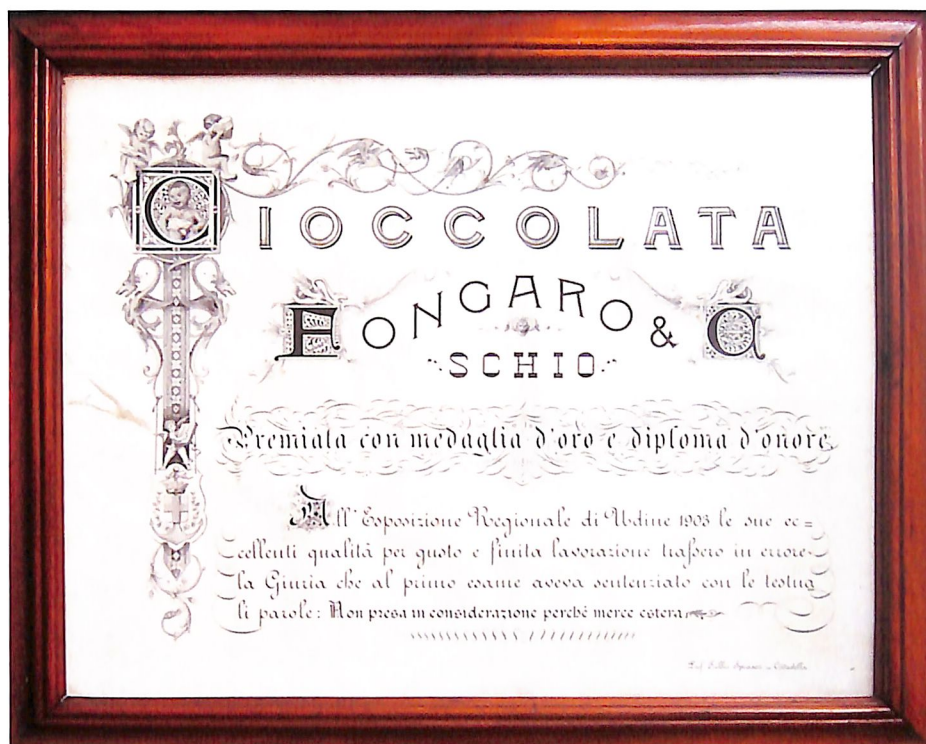 CIOCCOLATA
FONGARO & C
SCHIO
Premiata con medaglia d'oro e diploma d'onore
All' Esposizione Regionale di Udine 1903 le sue ec=
cellenti qualità per gusto e finita lavorazione trassero in errore
la Giuria che al primo esame aveva sentenziato con le testua
li parole: Non presa in considerazione perchè merce estera